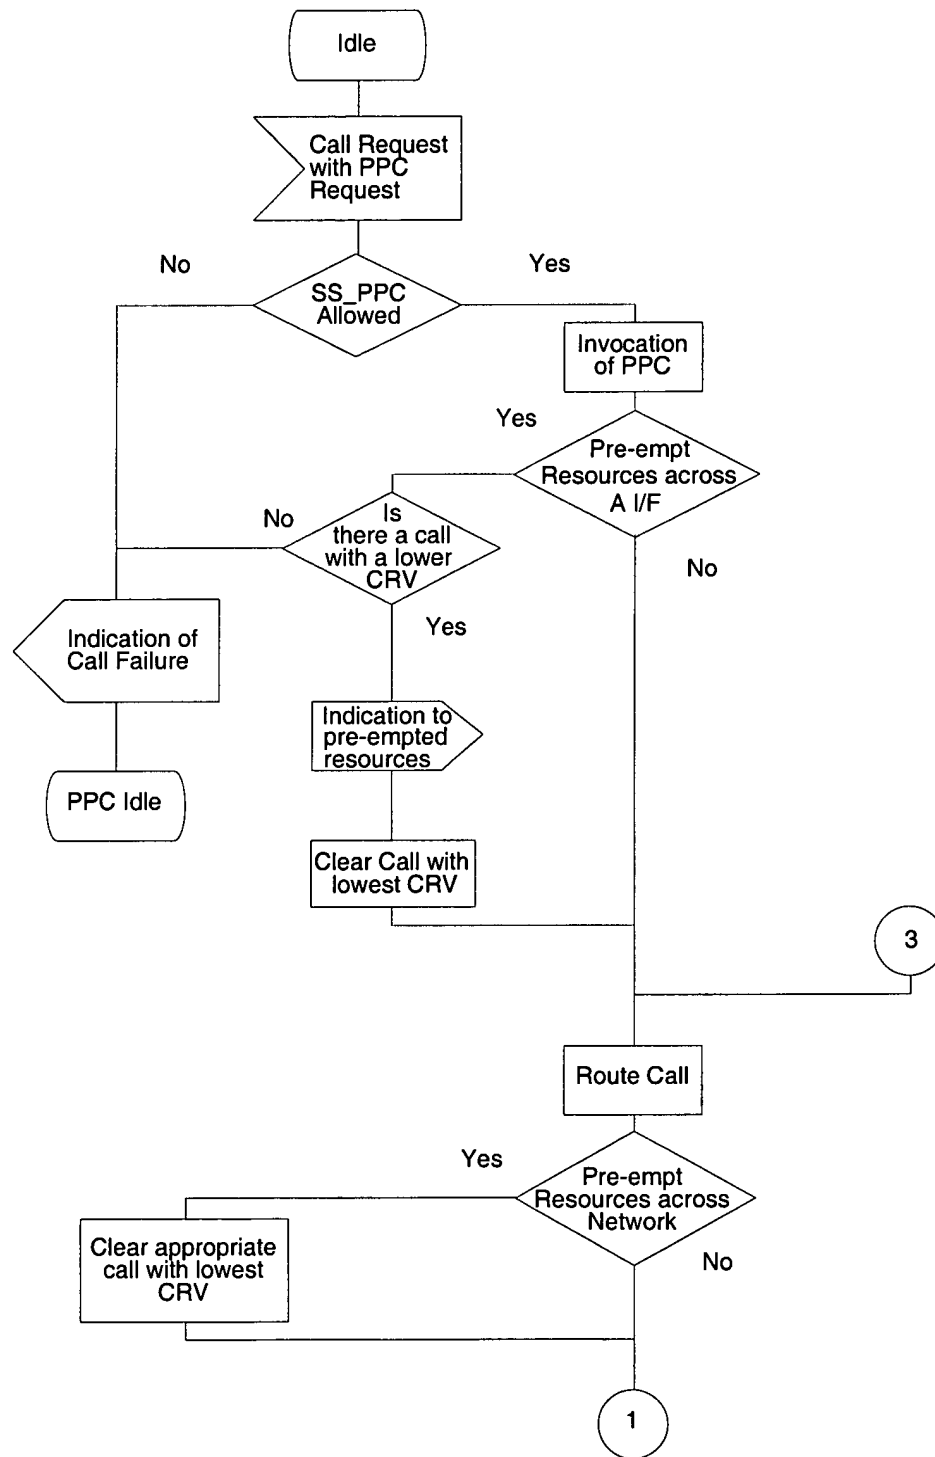 Idle
Call Request
with PPC
Request
No
Yes
SS_PPC
Allowed
Invocation
of PPC
Yes
Pre-empt
Resources across
A I/F
No
Is
there a call
with a lower
CRV
No
Yes
Indication of
Call Failure
Indication to
pre-empted
resources
PPC Idle
Clear Call with
lowest CRV
3
Route Call
Yes
Pre-empt
Resources across
Network
No
Clear appropriate
call with lowest
CRV
1